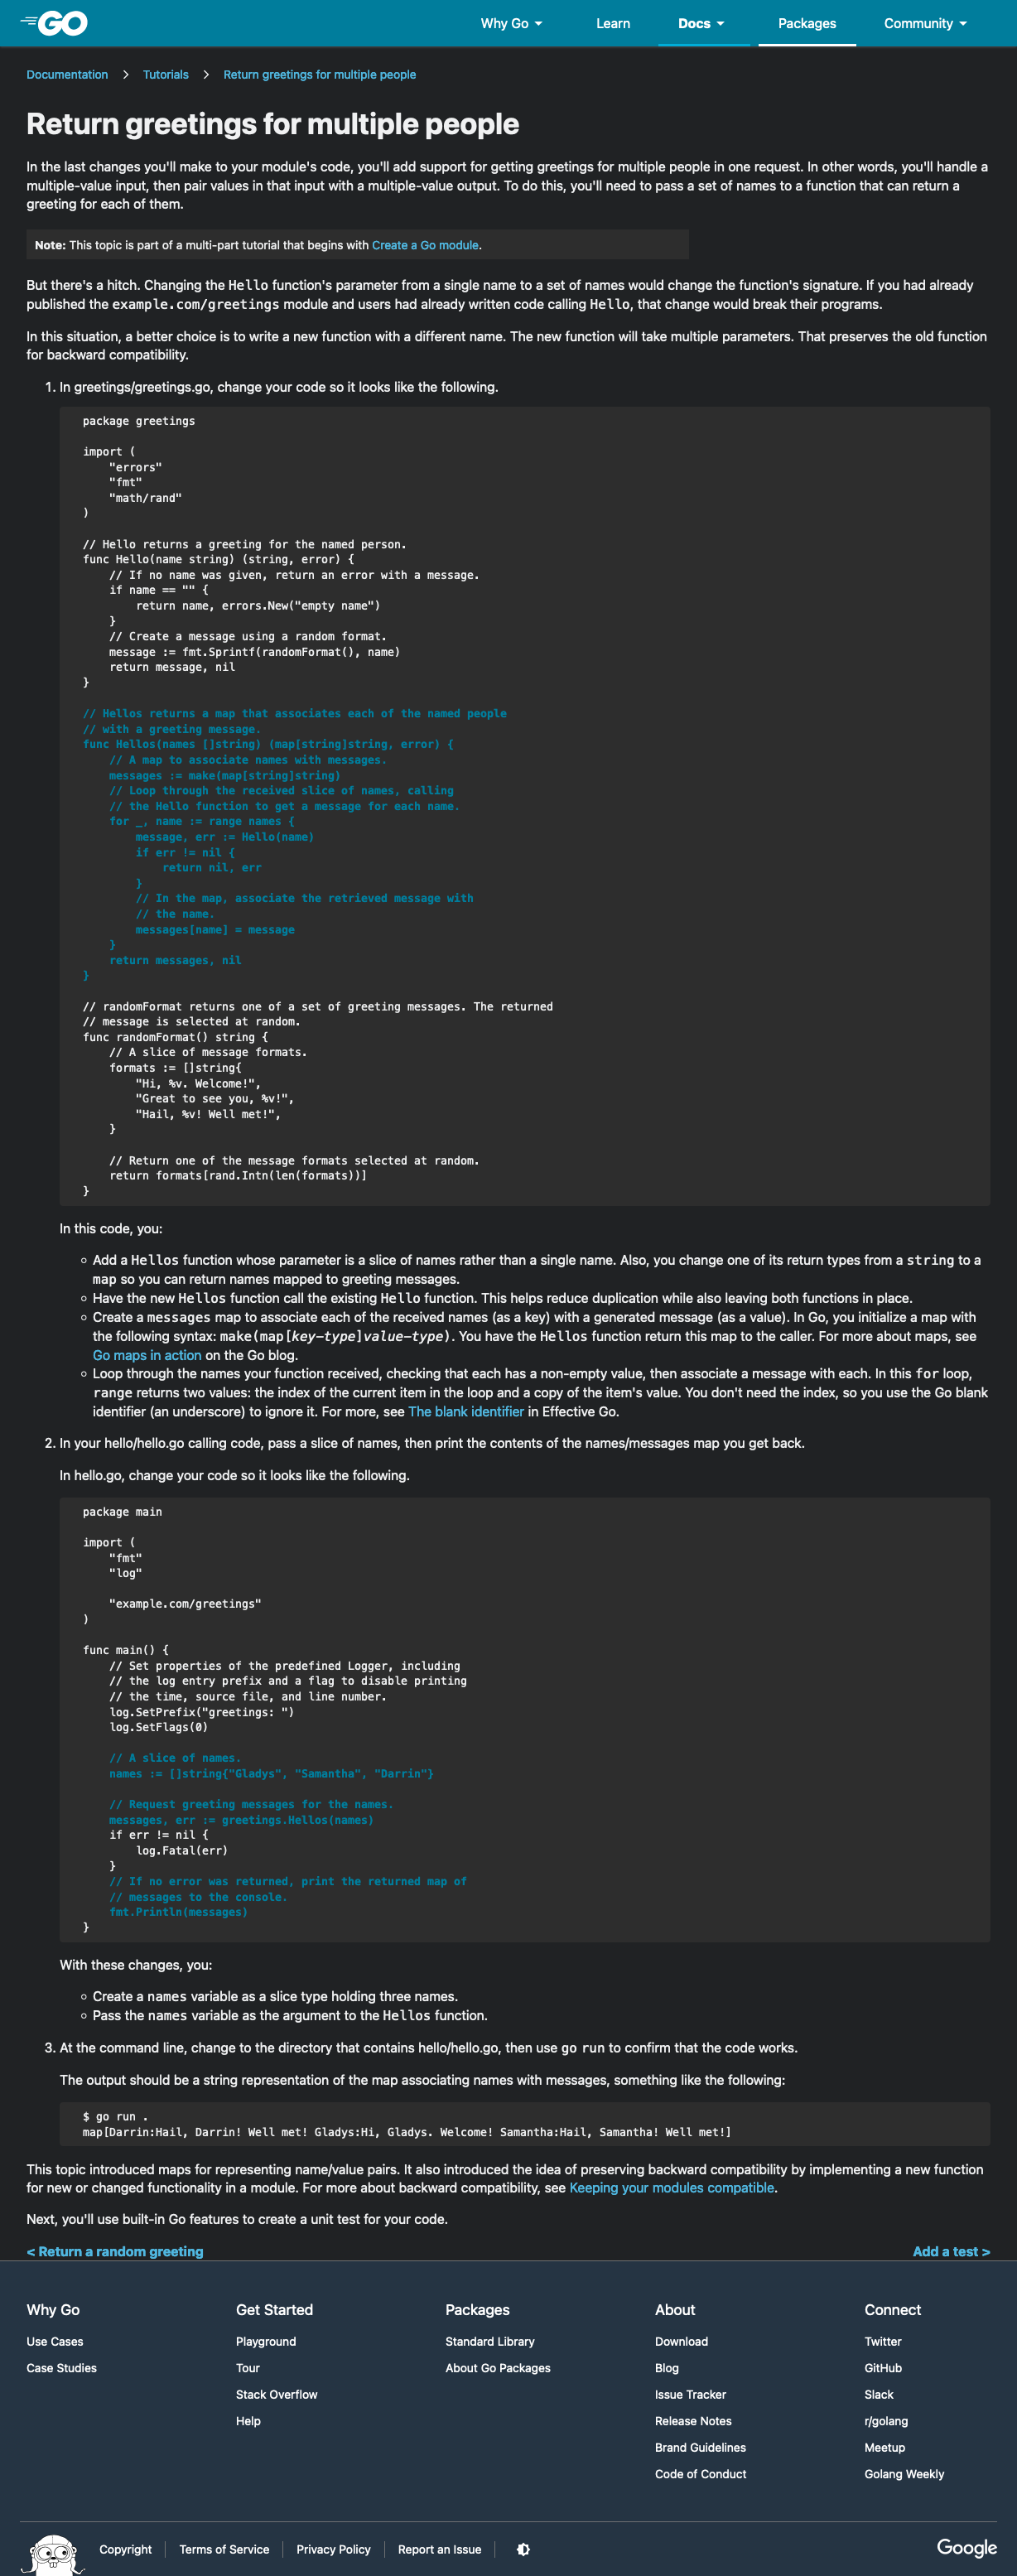 GO
Why Go
Learn
Docs
Packages
Community
Documentation
Tutorials
Return greetings for multiple people
Return greetings for multiple people
In the last changes you'll make to your module's code, you'll add support for getting greetings for multiple people in one request. In other words, you'll handle a
multiple-value input, then pair values in that input with a multiple-value output. To do this, you'll need to pass a set of names to a function that can return a
greeting for each of them.
Note: This topic is part of a multi-part tutorial that begins with Create a Go module.
But there's a hitch. Changing the Hello function's parameter from a single name to a set of names would change the function's signature. If you had already
published the example.com/greetings module and users had already written code calling Hello, that change would break their programs.
In this situation, a better choice is to write a new function with a different name. The new function will take multiple parameters. That preserves the old function
for backward compatibility.
1. In greetings/greetings.go, change your code so it looks like the following.
package greetings
import (
    "errors"
    "fmt"
    "math/rand"
)
// Hello returns a greeting for the named person.
func Hello(name string) (string, error) {
    // If no name was given, return an error with a message.
    if name == "" {
        return name, errors.New("empty name")
    }
    // Create a message using a random format.
    message := fmt.Sprintf(randomFormat(), name)
    return message, nil
}
// Hellos returns a map that associates each of the named people
// with a greeting message.
func Hellos(names []string) (map[string]string, error) {
    // A map to associate names with messages.
    messages := make(map[string]string)
    // Loop through the received slice of names, calling
    // the Hello function to get a message for each name.
    for _, name := range names {
        message, err := Hello(name)
        if err != nil {
            return nil, err
        }
        // In the map, associate the retrieved message with
        // the name.
        messages[name] = message
    }
    return messages, nil
}
// randomFormat returns one of a set of greeting messages. The returned
// message is selected at random.
func randomFormat() string {
    // A slice of message formats.
    formats := []string{
        "Hi, %v. Welcome!",
        "Great to see you, %v!",
        "Hail, %v! Well met!",
    }
    // Return one of the message formats selected at random.
    return formats[rand.Intn(len(formats))]
}
In this code, you:
Add a Hellos function whose parameter is a slice of names rather than a single name. Also, you change one of its return types from a string to a
map so you can return names mapped to greeting messages.
Have the new Hellos function call the existing Hello function. This helps reduce duplication while also leaving both functions in place.
Create a messages map to associate each of the received names (as a key) with a generated message (as a value). In Go, you initialize a map with
the following syntax: make(map[key-type]value-type). You have the Hellos function return this map to the caller. For more about maps, see
Go maps in action on the Go blog.
Loop through the names your function received, checking that each has a non-empty value, then associate a message with each. In this for loop,
range returns two values: the index of the current item in the loop and a copy of the item's value. You don't need the index, so you use the Go blank
identifier (an underscore) to ignore it. For more, see The blank identifier in Effective Go.
2. In your hello/hello.go calling code, pass a slice of names, then print the contents of the names/messages map you get back.
In hello.go, change your code so it looks like the following.
package main
import (
    "fmt"
    "log"
    "example.com/greetings"
)
func main() {
    // Set properties of the predefined Logger, including
    // the log entry prefix and a flag to disable printing
    // the time, source file, and line number.
    log.SetPrefix("greetings: ")
    log.SetFlags(0)
    // A slice of names.
    names := []string{"Gladys", "Samantha", "Darrin"}
    // Request greeting messages for the names.
    messages, err := greetings.Hellos(names)
    if err != nil {
        log.Fatal(err)
    }
    // If no error was returned, print the returned map of
    // messages to the console.
    fmt.Println(messages)
}
With these changes, you:
Create a names variable as a slice type holding three names.
Pass the names variable as the argument to the Hellos function.
3. At the command line, change to the directory that contains hello/hello.go, then use go run to confirm that the code works.
The output should be a string representation of the map associating names with messages, something like the following:
$ go run .
map[Darrin:Hail, Darrin! Well met! Gladys:Hi, Gladys. Welcome! Samantha:Hail, Samantha! Well met!]
This topic introduced maps for representing name/value pairs. It also introduced the idea of preserving backward compatibility by implementing a new function
for new or changed functionality in a module. For more about backward compatibility, see Keeping your modules compatible.
Next, you'll use built-in Go features to create a unit test for your code.
< Return a random greeting
Add a test >
Why Go
Use Cases
Case Studies
Get Started
Playground
Tour
Stack Overflow
Help
Packages
Standard Library
About Go Packages
About
Download
Blog
Issue Tracker
Release Notes
Brand Guidelines
Code of Conduct
Connect
Twitter
GitHub
Slack
r/golang
Meetup
Golang Weekly
Copyright
Terms of Service
Privacy Policy
Report an Issue
Google